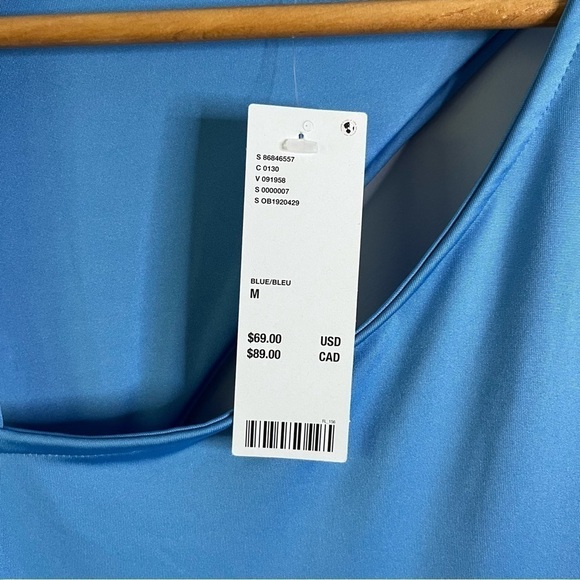 S 86846557
C 0130
V 091958
S 0000007
S OB1920429
BLUE/BLEU
M
$69.00 USD
$89.00 CAD